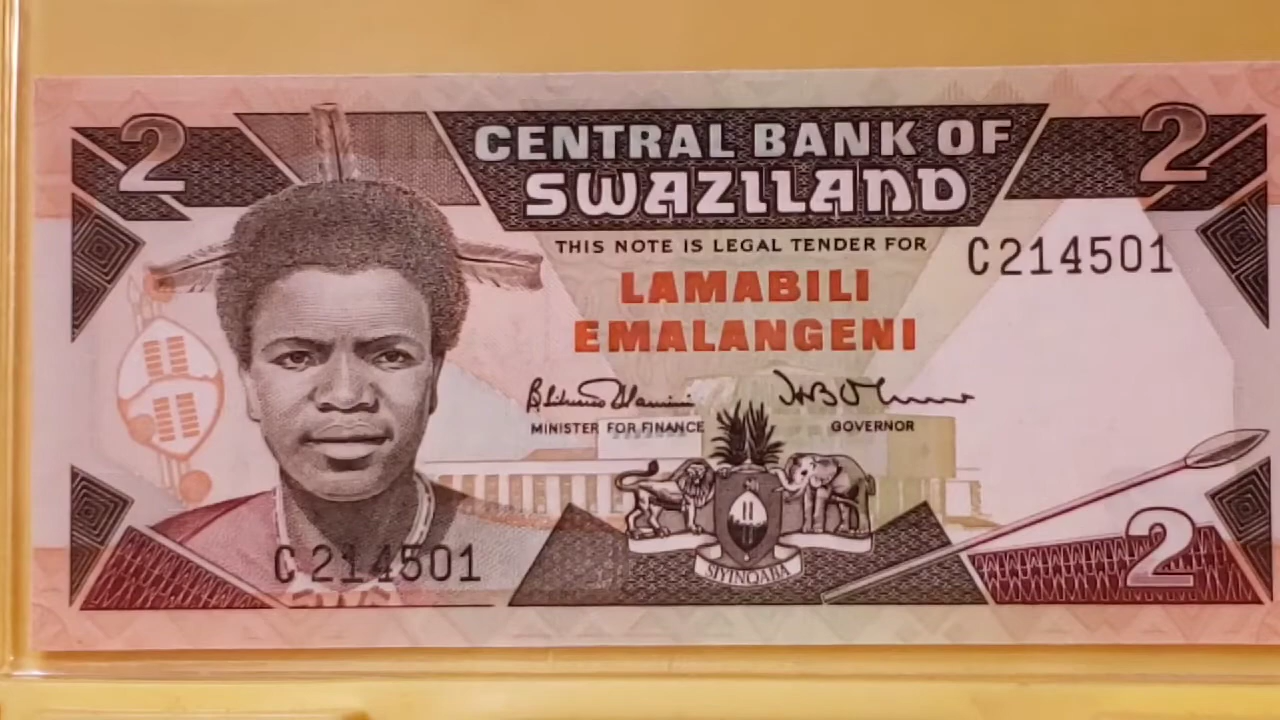 2
CENTRAL BANK OF
SWAZILAND
2
THIS NOTE IS LEGAL TENDER FOR
C214501
LAMABILI
EMALANGENI
MINISTER FOR FINANCE
GOVERNOR
C214501
SIYINQABA
2